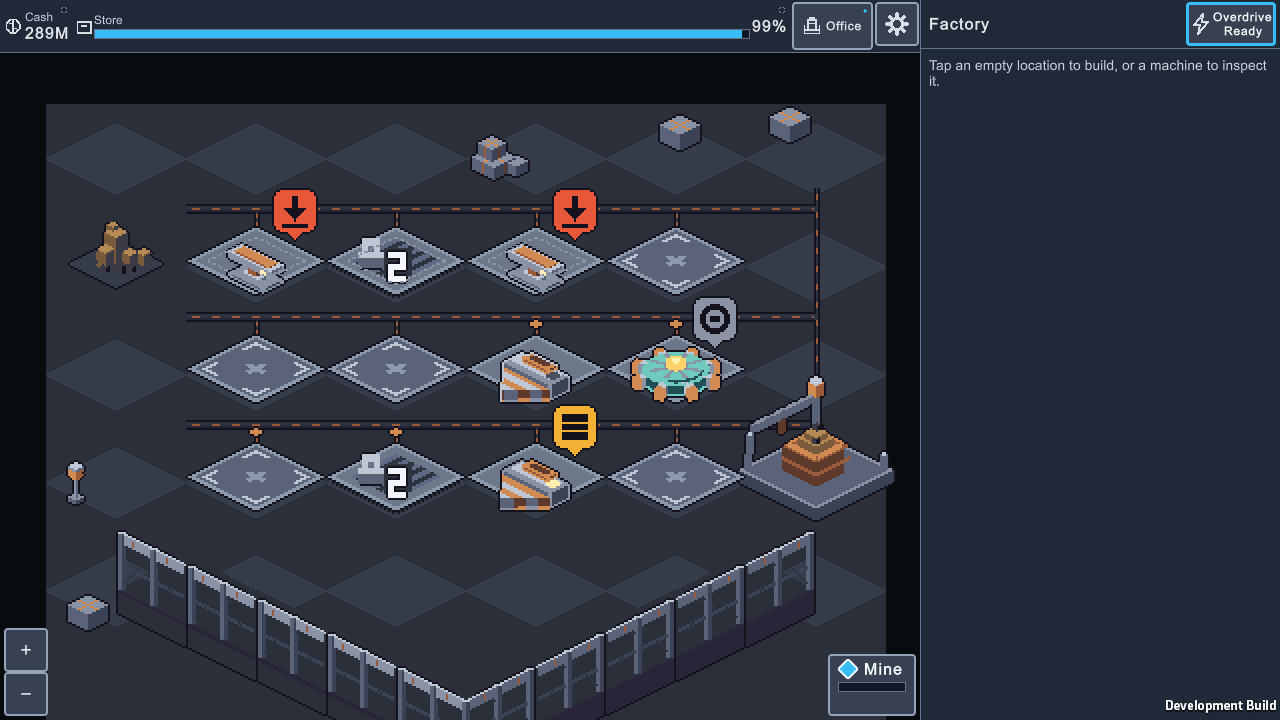 Cash
289M
Store
99%
Office
Factory
Overdrive
Ready
Tap an empty location to build, or a machine to inspect
it.
2
2
+
−
Mine
Development Build